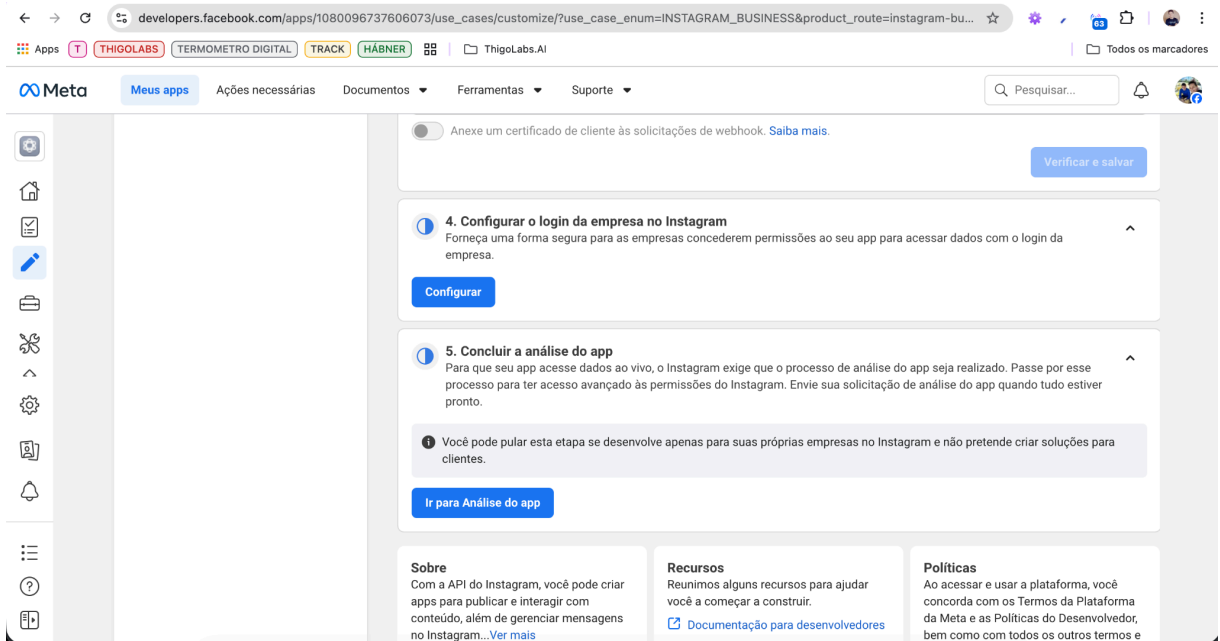 developers.facebook.com/apps/1080096737606073/use_cases/customize/?use_case_enum=INSTAGRAM_BUSINESS&product_route=instagram-bu...
63
Apps T THIGOLABS TERMOMETRO DIGITAL TRACK HÁBNER ThigoLabs.AI Todos os marcadores
Meta Meus apps Ações necessárias Documentos Ferramentas Suporte Pesquisar...
Anexe um certificado de cliente às solicitações de webhook. Saiba mais.
Verificar e salvar
4. Configurar o login da empresa no Instagram
Forneça uma forma segura para as empresas concederem permissões ao seu app para acessar dados com o login da
empresa.
Configurar
5. Concluir a análise do app
Para que seu app acesse dados ao vivo, o Instagram exige que o processo de análise do app seja realizado. Passe por esse
processo para ter acesso avançado às permissões do Instagram. Envie sua solicitação de análise do app quando tudo estiver
pronto.
Você pode pular esta etapa se desenvolve apenas para suas próprias empresas no Instagram e não pretende criar soluções para
clientes.
Ir para Análise do app
Sobre
Com a API do Instagram, você pode criar
apps para publicar e interagir com
conteúdo, além de gerenciar mensagens
no Instagram...Ver mais
Recursos
Reunimos alguns recursos para ajudar
você a começar a construir.
Documentação para desenvolvedores
Políticas
Ao acessar e usar a plataforma, você
concorda com os Termos da Plataforma
da Meta e as Políticas do Desenvolvedor,
bem como com todos os outros termos e